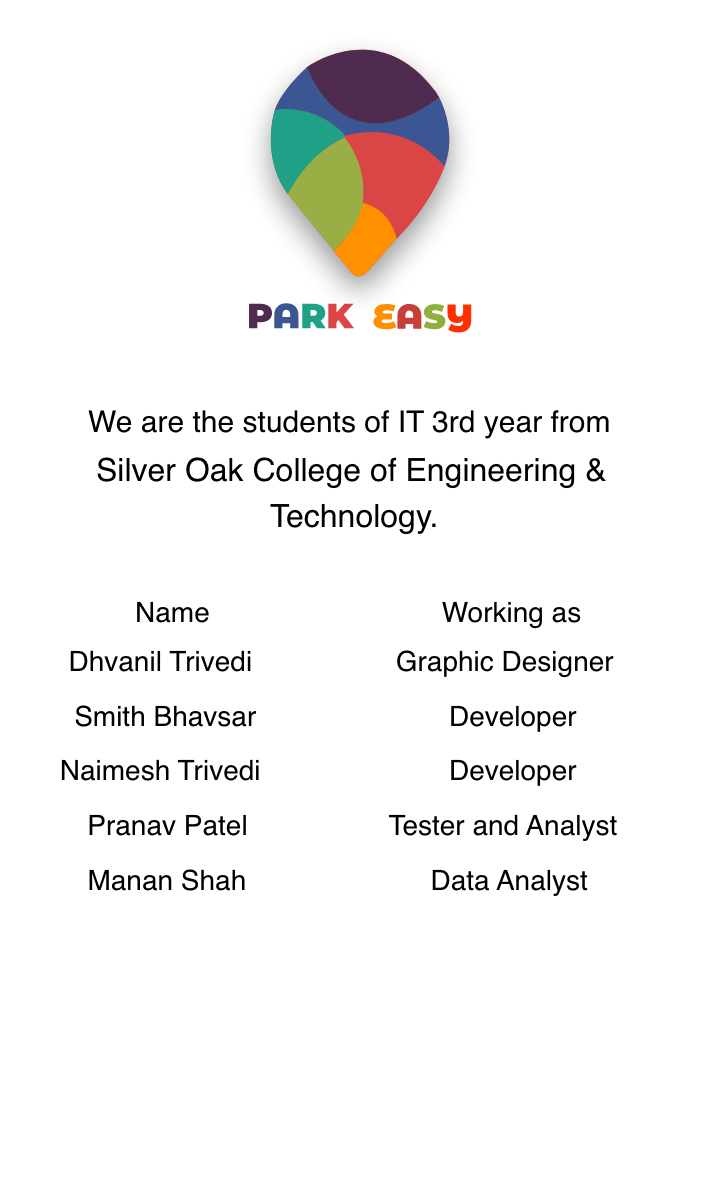 PARK EASY
We are the students of IT 3rd year from
Silver Oak College of Engineering &
Technology.
Name Working as
Dhvanil Trivedi Graphic Designer
Smith Bhavsar Developer
Naimesh Trivedi Developer
Pranav Patel Tester and Analyst
Manan Shah Data Analyst